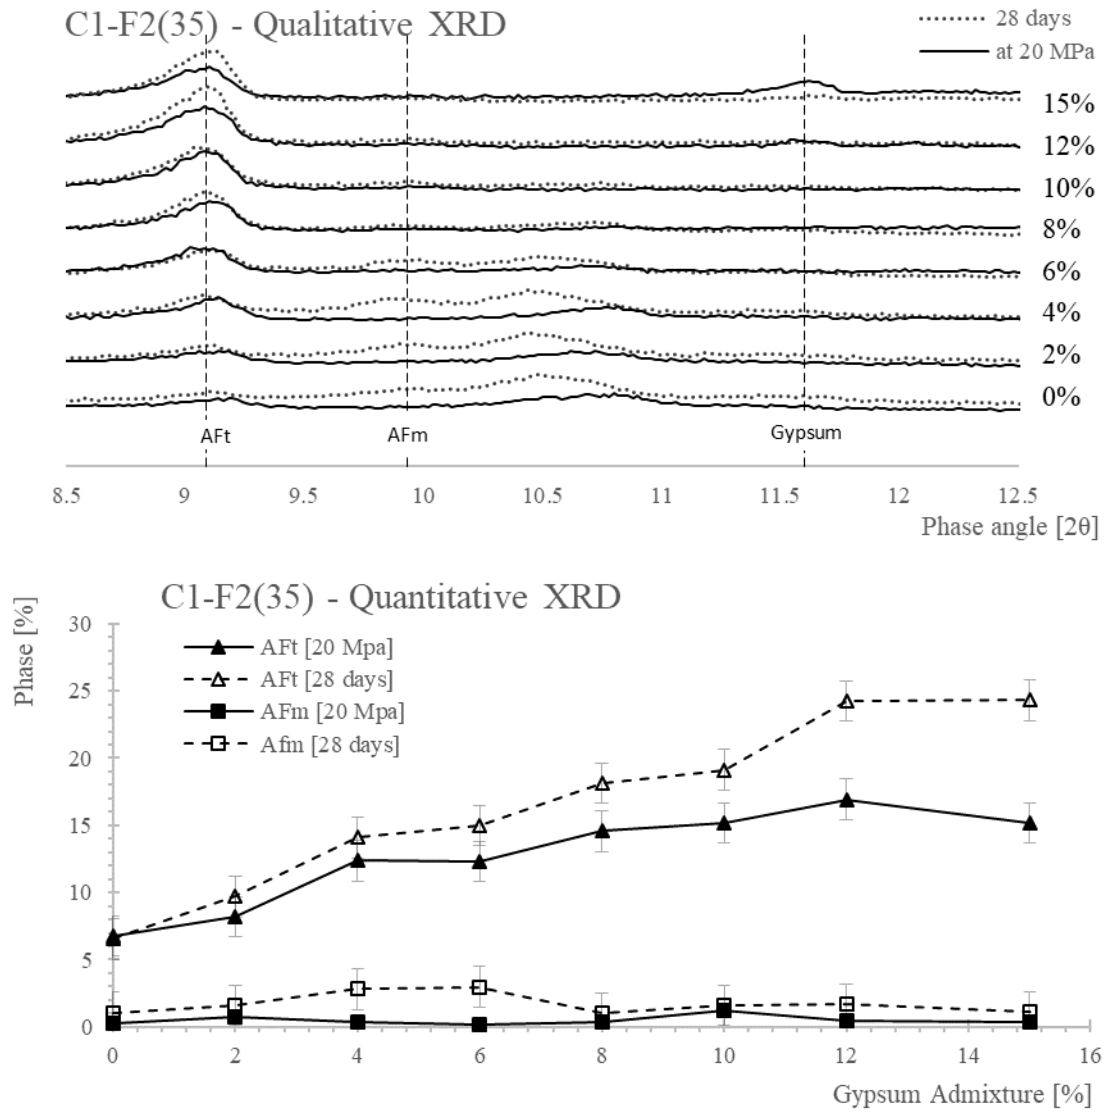 C1-F2(35) - Qualitative XRD
28 days
at 20 MPa
15%
12%
10%
8%
6%
4%
2%
0%
AFt AFm Gypsum
8.5 9 9.5 10 10.5 11 11.5 12 12.5
Phase angle [2θ]
C1-F2(35) - Quantitative XRD
Phase [%]
30
25
20
15
10
5
0
AFt [20 Mpa]
AFt [28 days]
AFm [20 Mpa]
Afm [28 days]
0 2 4 6 8 10 12 14 16
Gypsum Admixture [%]